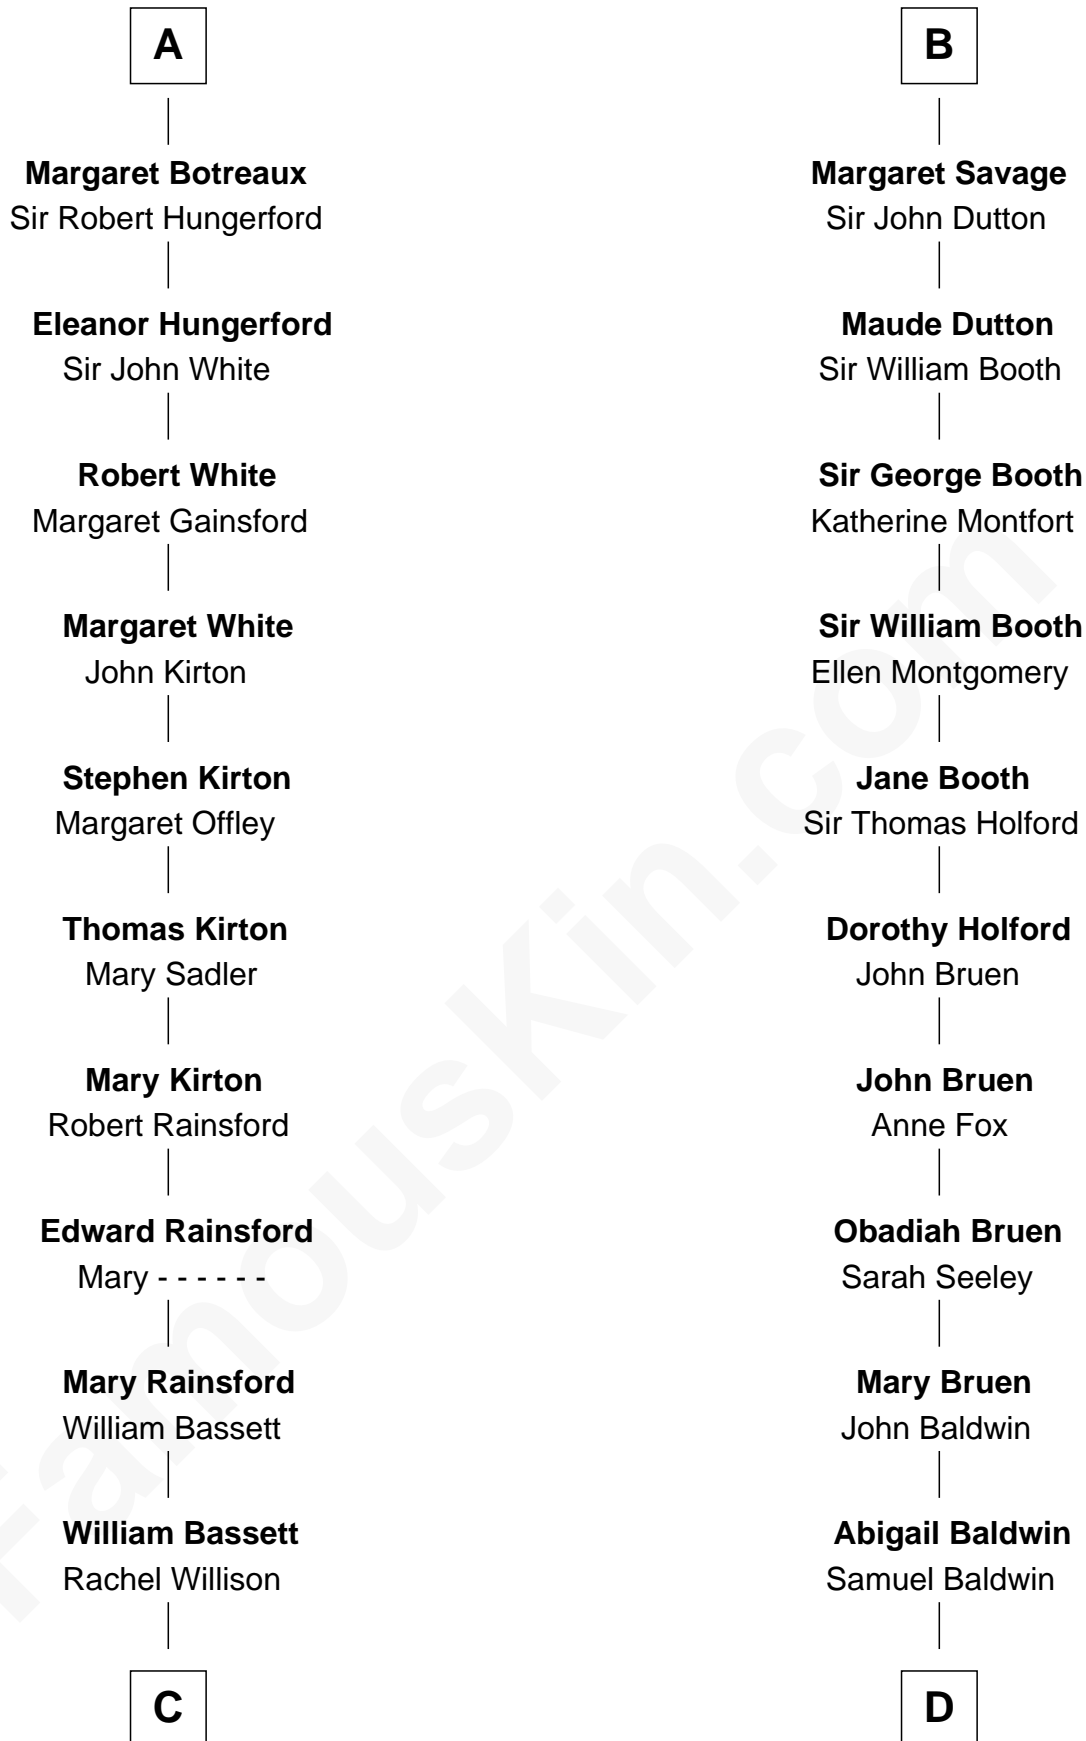 A
Margaret Botreaux
Sir Robert Hungerford
Eleanor Hungerford
Sir John White
Robert White
Margaret Gainsford
Margaret White
John Kirton
Stephen Kirton
Margaret Offley
Thomas Kirton
Mary Sadler
Mary Kirton
Robert Rainsford
Edward Rainsford
Mary - - - - - -
Mary Rainsford
William Bassett
William Bassett
Rachel Willison
C
B
Margaret Savage
Sir John Dutton
Maude Dutton
Sir William Booth
Sir George Booth
Katherine Montfort
Sir William Booth
Ellen Montgomery
Jane Booth
Sir Thomas Holford
Dorothy Holford
John Bruen
John Bruen
Anne Fox
Obadiah Bruen
Sarah Seeley
Mary Bruen
John Baldwin
Abigail Baldwin
Samuel Baldwin
D
FamousKin.com